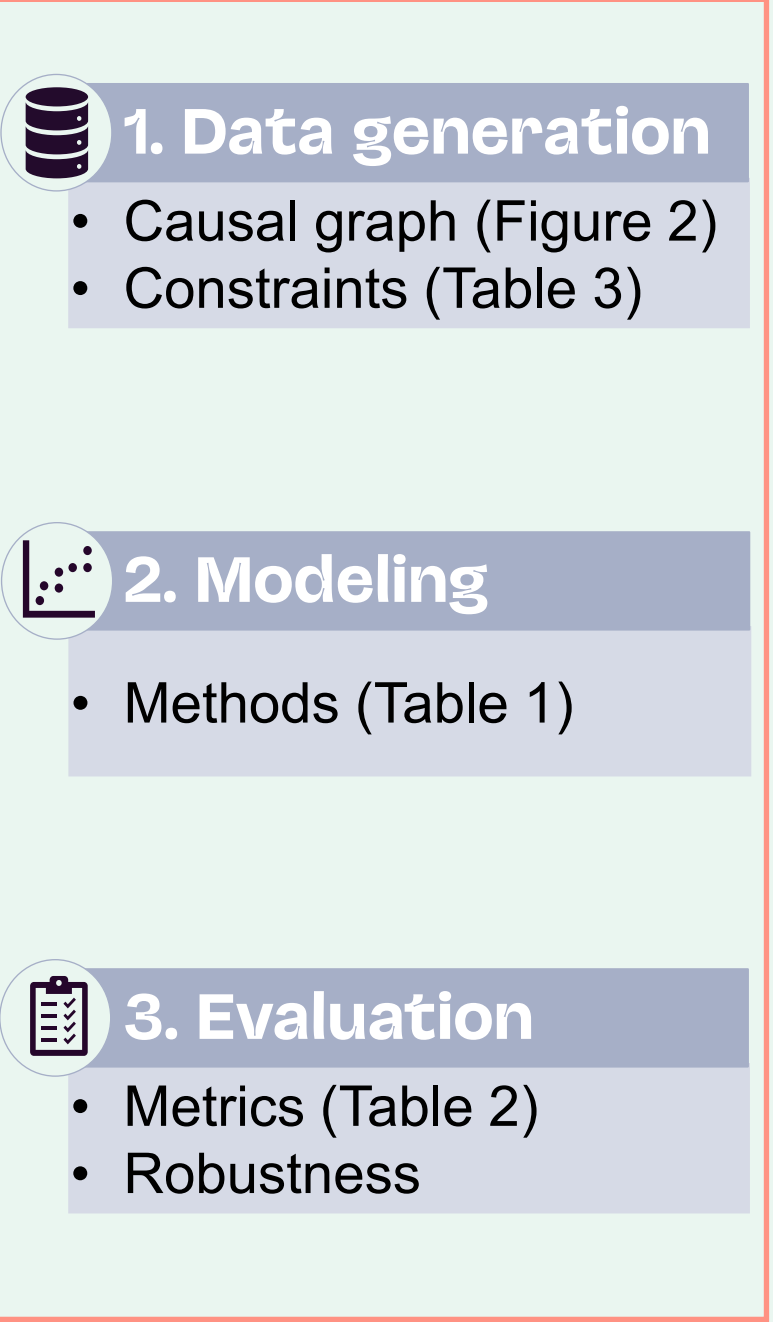 1. Data generation
• Causal graph (Figure 2)
• Constraints (Table 3)
2. Modeling
• Methods (Table 1)
3. Evaluation
• Metrics (Table 2)
• Robustness